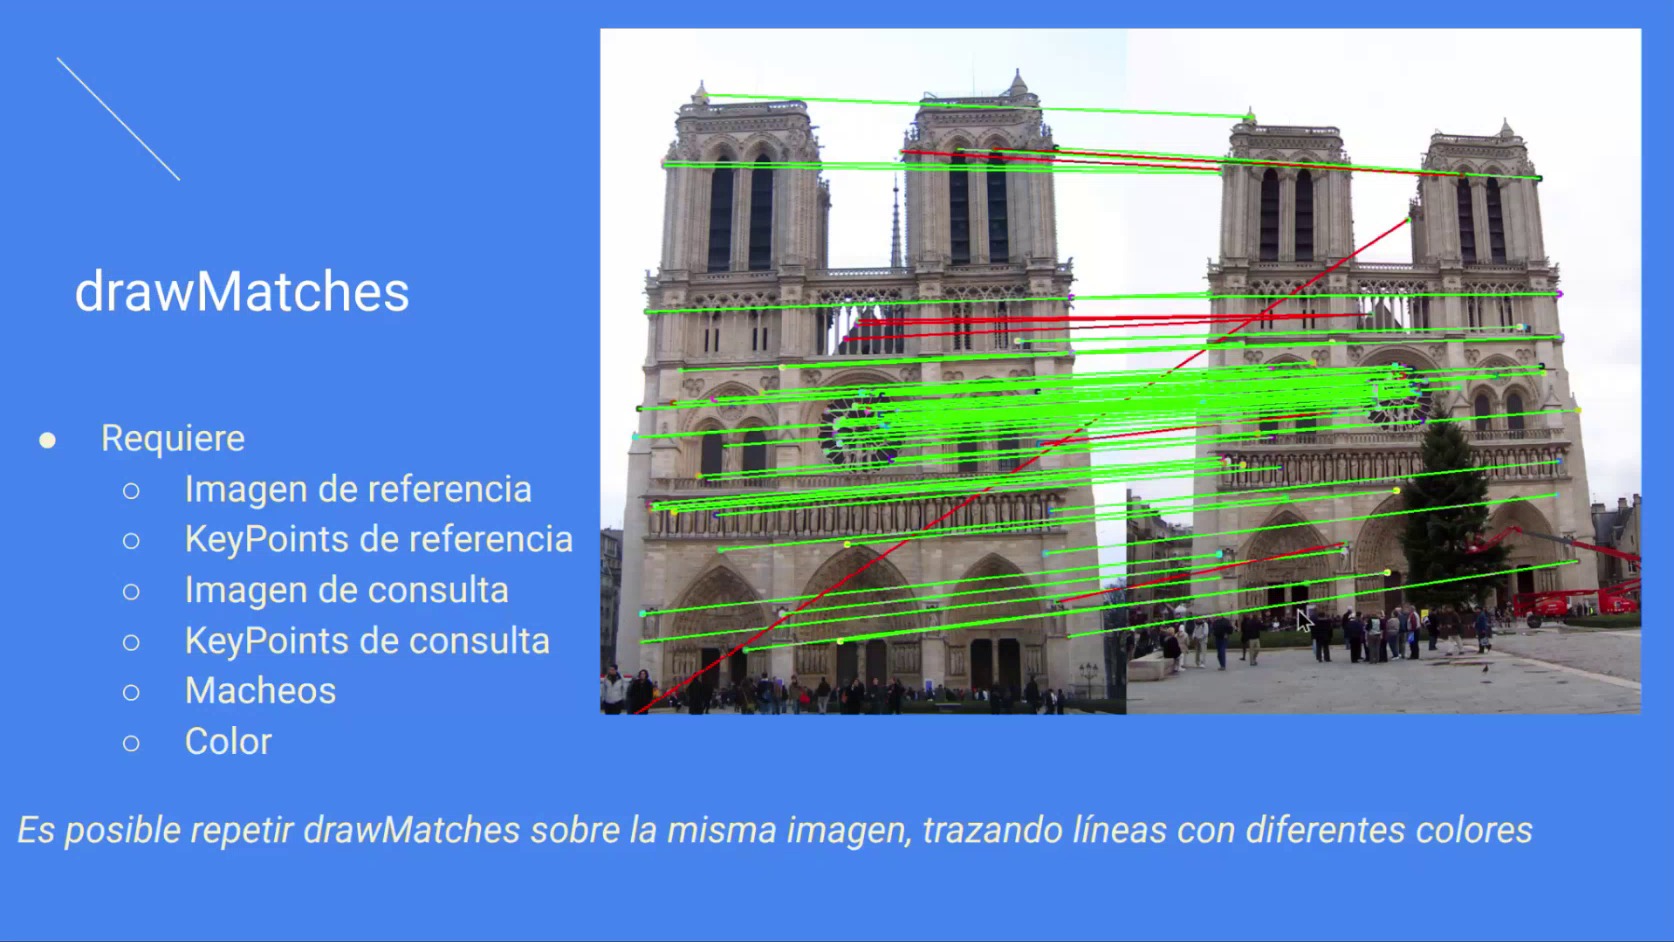 drawMatches
● Requiere
○ Imagen de referencia
○ KeyPoints de referencia
○ Imagen de consulta
○ KeyPoints de consulta
○ Macheos
○ Color
Es posible repetir drawMatches sobre la misma imagen, trazando líneas con diferentes colores